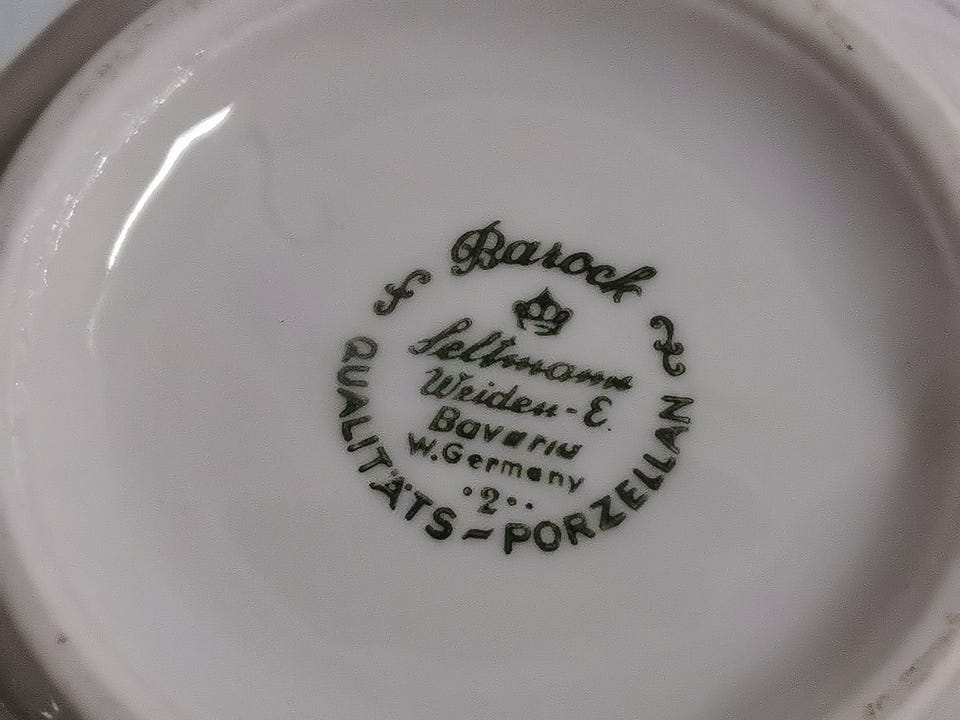 Barock
Seltmann
Weiden-E.
Bavaria
W.Germany
·2··
QUALITÄTS-PORZELLAN